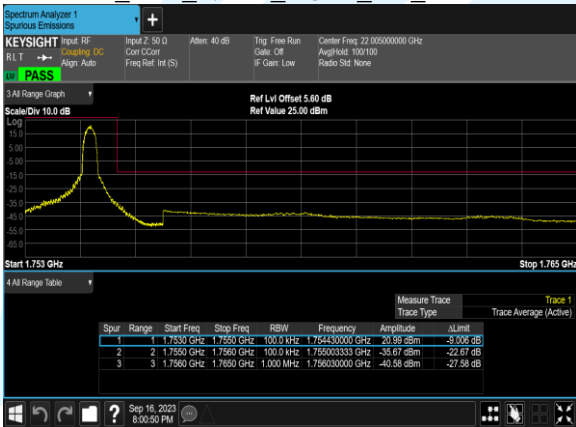 Spectrum Analyzer 1
Spurious Emissions
+
KEYSIGHT Input: RF Input Z: 50 Ω Atten: 40 dB Trig: Free Run Center Freq: 22.005000000 GHz
RLT Coupling: DC Corr CCorr Gate: Off Avg|Hold: 100/100
Align: Auto Freq Ref: Int (S) IF Gain: Low Radio Std: None
PASS
3 All Range Graph
Ref Lvl Offset 5.60 dB
Scale/Div 10.0 dB Ref Value 25.00 dBm
Log
15.0
5.00
-5.00
-15.0
-25.0
-35.0
-45.0
-55.0
-65.0
Start 1.753 GHz Stop 1.765 GHz
4 All Range Table
Measure Trace Trace 1
Trace Type Trace Average (Active)
Spur Range Start Freq Stop Freq RBW Frequency Amplitude ΔLimit
1 1 1.7530 GHz 1.7550 GHz 100.0 kHz 1.754430000 GHz 20.99 dBm -9.006 dB
2 2 1.7550 GHz 1.7560 GHz 100.0 kHz 1.755003333 GHz -35.67 dBm -22.67 dB
3 3 1.7560 GHz 1.7650 GHz 1.000 MHz 1.756030000 GHz -40.58 dBm -27.58 dB
? Sep 16, 2023
8:00:50 PM